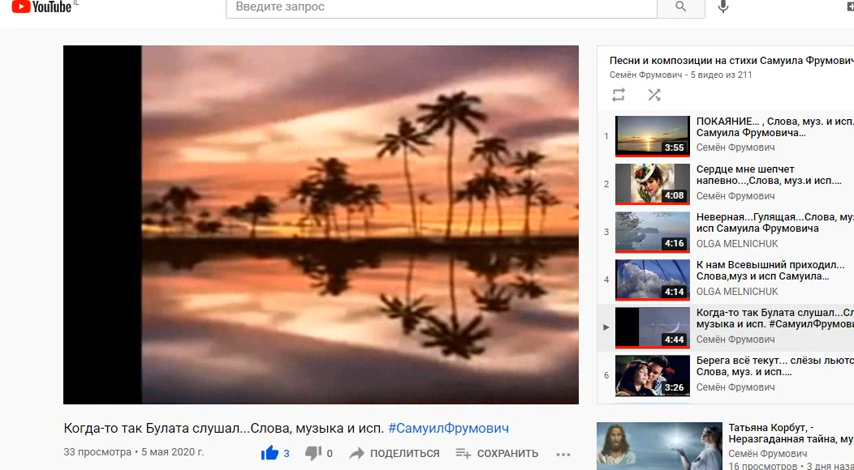 YouTube IL
Введите запрос
Песни и композиции на стихи Самуила Фрумович
Семён Фрумович - 5 видео из 211
1
ПОКАЯНИЕ... , Слова, муз. и исп.
Самуила Фрумовича...
Семён Фрумович
3:55
2
Сердце мне шепчет
напевно...,Слова, муз.и исп....
Семён Фрумович
4:08
3
Неверная...Гулящая...Слова, му
исп Самуила Фрумовича
OLGA MELNICHUK
4:16
4
К нам Всевышний приходил...
Слова,муз и исп Самуила...
OLGA MELNICHUK
4:14
Когда-то так Булата слушал...Сл
музыка и исп. #СамуилФрумови
Семён Фрумович
4:44
6
Берега всё текут... слёзы льютс
Слова, муз. и исп....
Семён Фрумович
3:26
Когда-то так Булата слушал...Слова, музыка и исп. #СамуилФрумович
33 просмотра • 5 мая 2020 г.
3
0
ПОДЕЛИТЬСЯ
СОХРАНИТЬ
Татьяна Корбут, -
Неразгаданная тайна, му
Семён Фрумович
16 просмотров • 3 дня наза